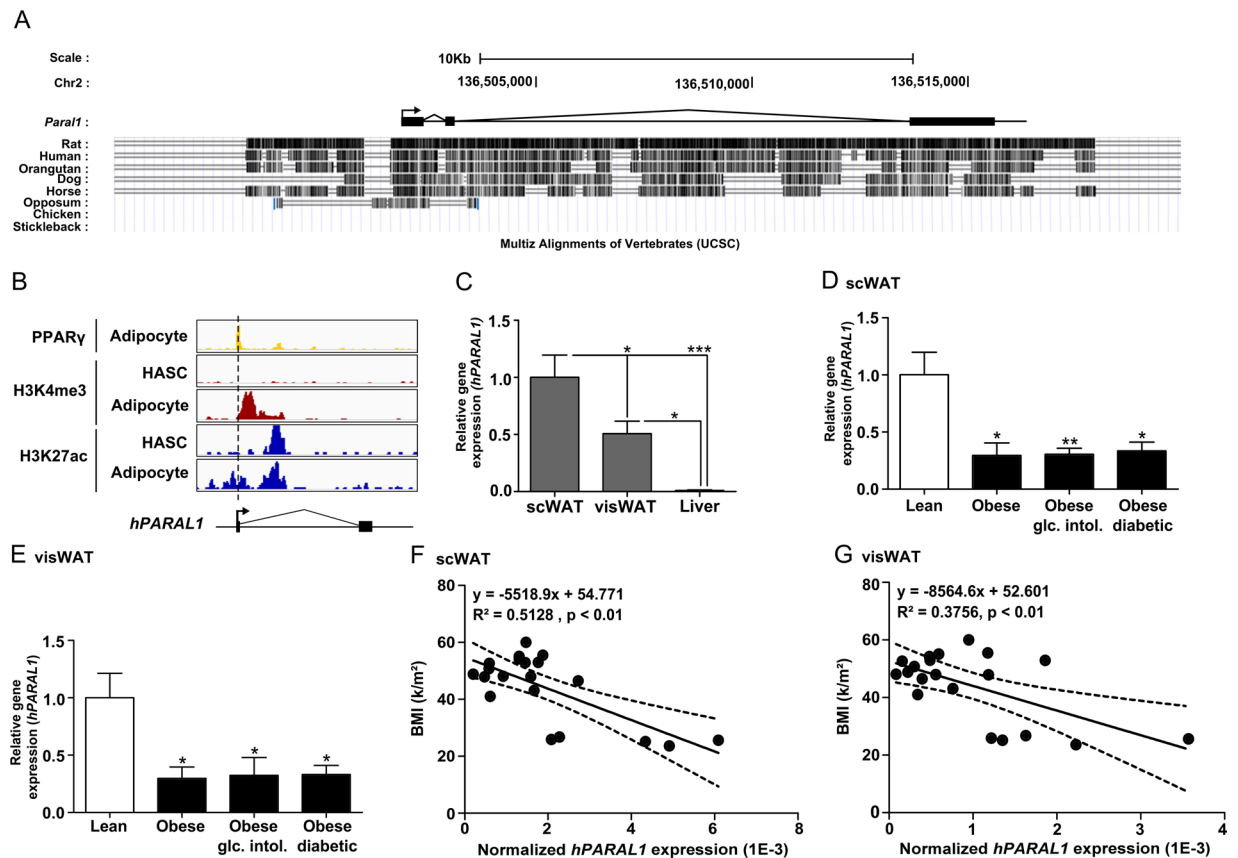 A
Scale :
10Kb
Chr2 :
136,505,000
136,510,000
136,515,000
Paral1 :
Rat :
Human :
Orangutan :
Dog :
Horse :
Opposum :
Chicken :
Stickleback :
Multiz Alignments of Vertebrates (UCSC)
B
PPARγ
Adipocyte
H3K4me3
HASC
Adipocyte
H3K27ac
HASC
Adipocyte
hPARAL1
C
Relative gene
expression (hPARAL1)
1.5
1.0
0.5
0.0
*
***
*
scWAT
visWAT
Liver
D scWAT
Relative gene
expression (hPARAL1)
1.5
1.0
0.5
0.0
*
**
*
Lean
Obese
Obese
glc. intol.
Obese
diabetic
E visWAT
Relative gene
expression (hPARAL1)
1.5
1.0
0.5
0.0
*
*
*
Lean
Obese
Obese
glc. intol.
Obese
diabetic
F scWAT
y = -5518.9x + 54.771
R² = 0.5128 , p < 0.01
BMI (k/m²)
80
60
40
20
0
0
2
4
6
8
Normalized hPARAL1 expression (1E-3)
G visWAT
y = -8564.6x + 52.601
R² = 0.3756, p < 0.01
BMI (k/m²)
80
60
40
20
0
0
1
2
3
4
Normalized hPARAL1 expression (1E-3)